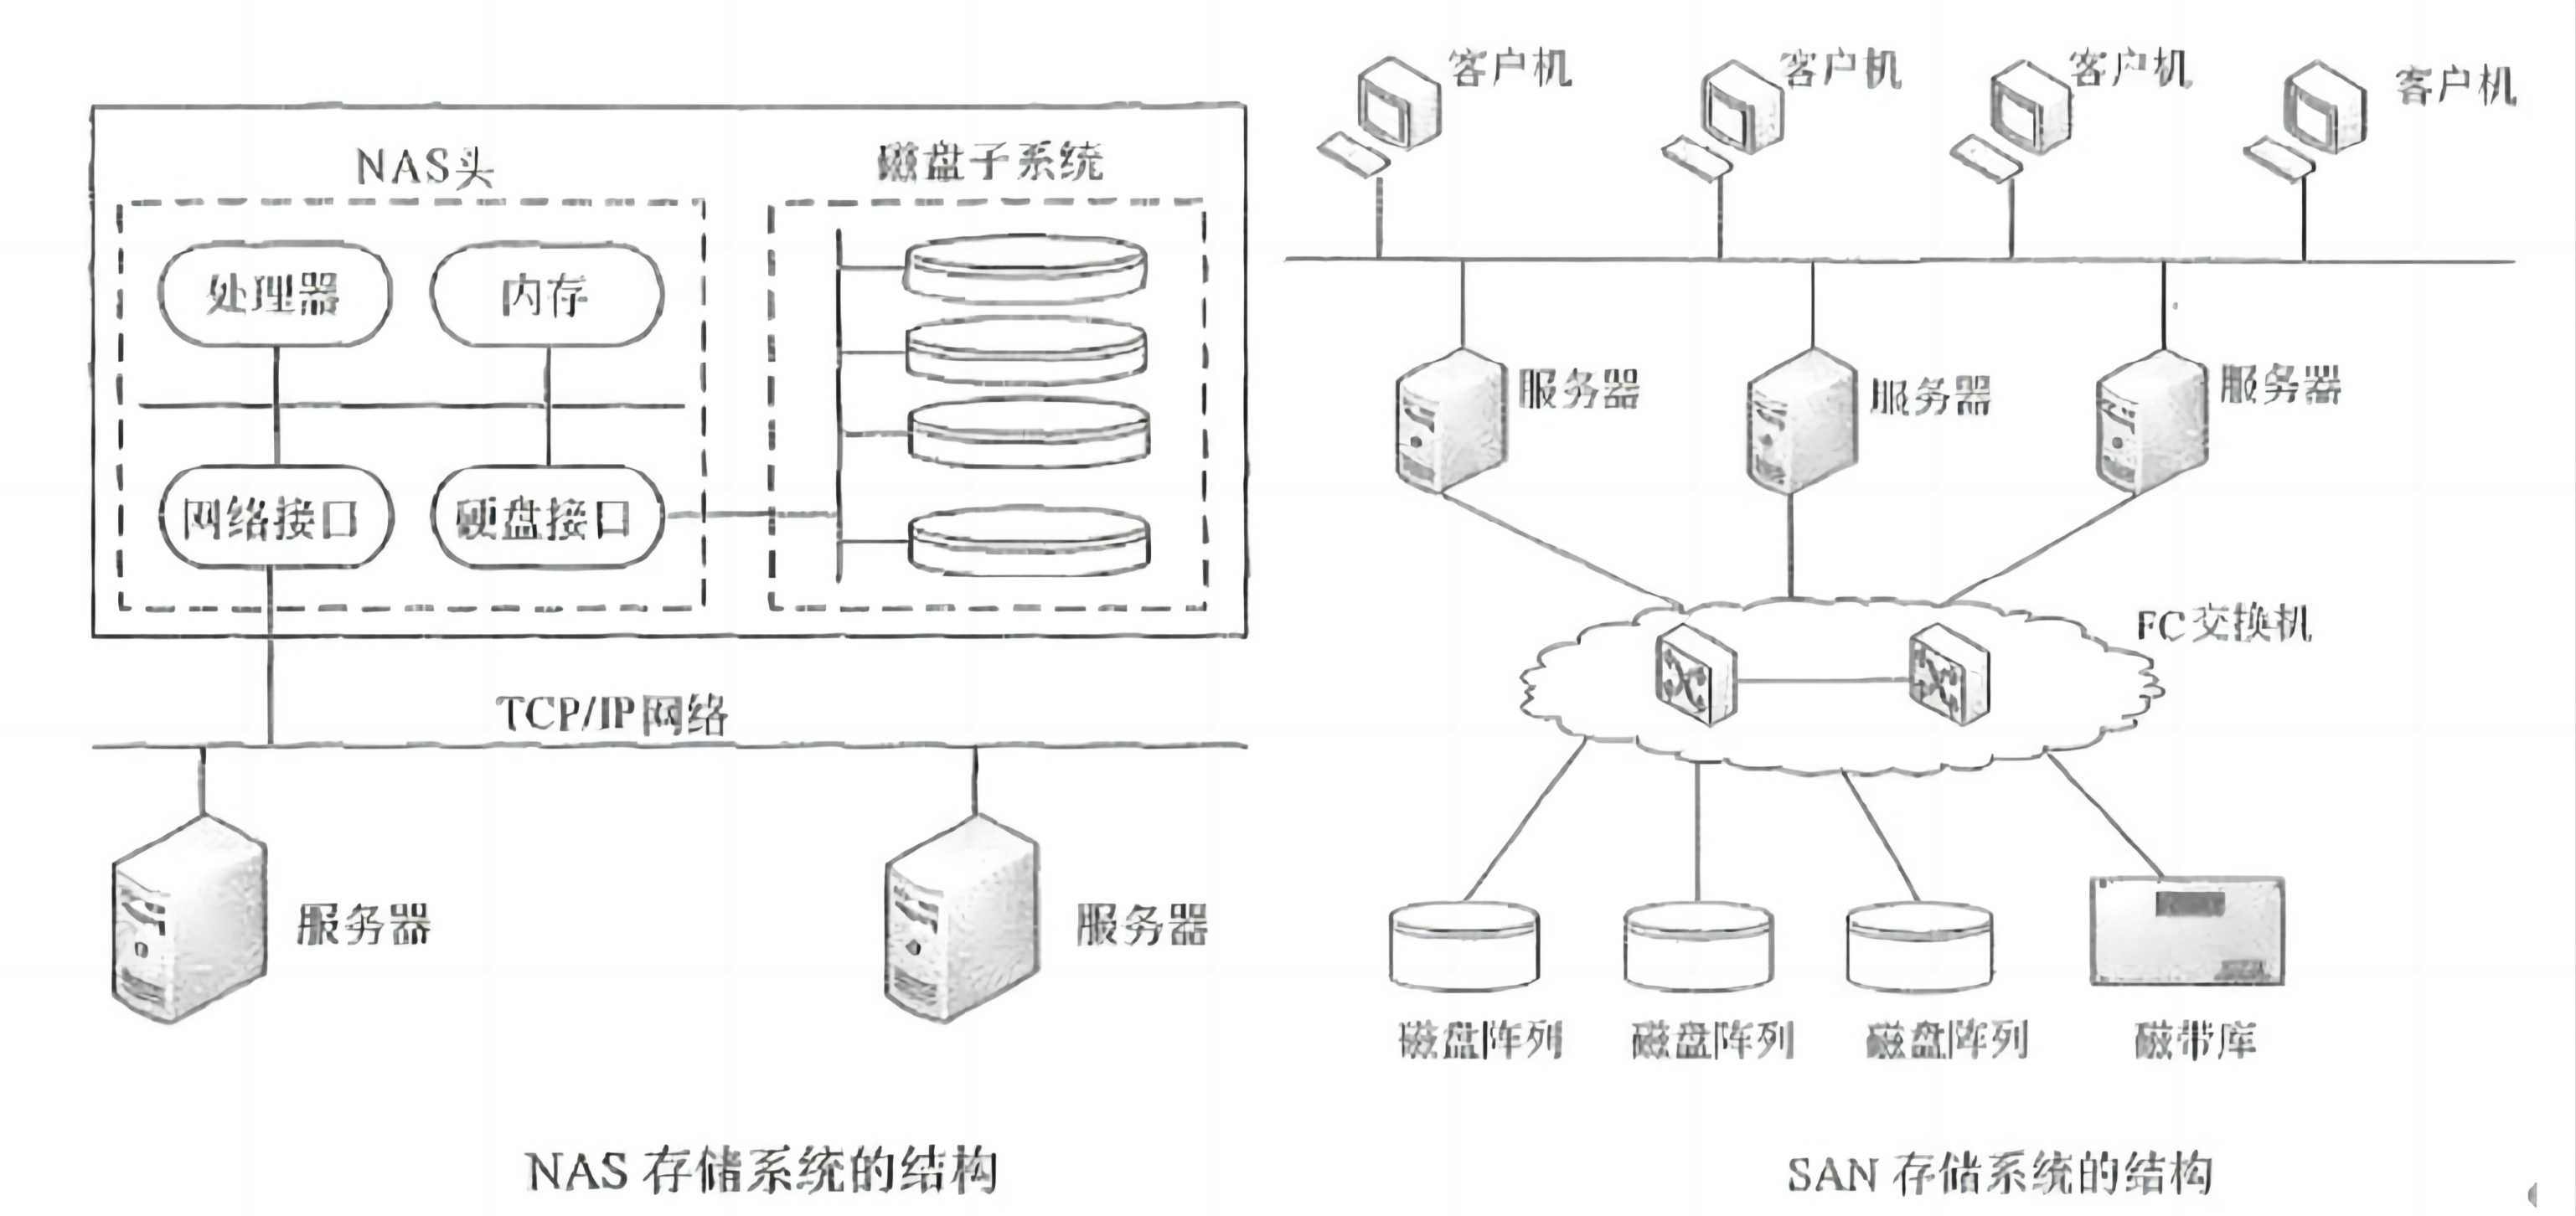 NAS头
磁盘子系统
处理器
内存
网络接口
硬盘接口
TCP/IP网络
服务器
服务器
NAS 存储系统的结构
客户机
客户机
客户机
客户机
服务器
服务器
服务器
FC交换机
磁盘阵列
磁盘阵列
磁盘阵列
磁带库
SAN 存储系统的结构